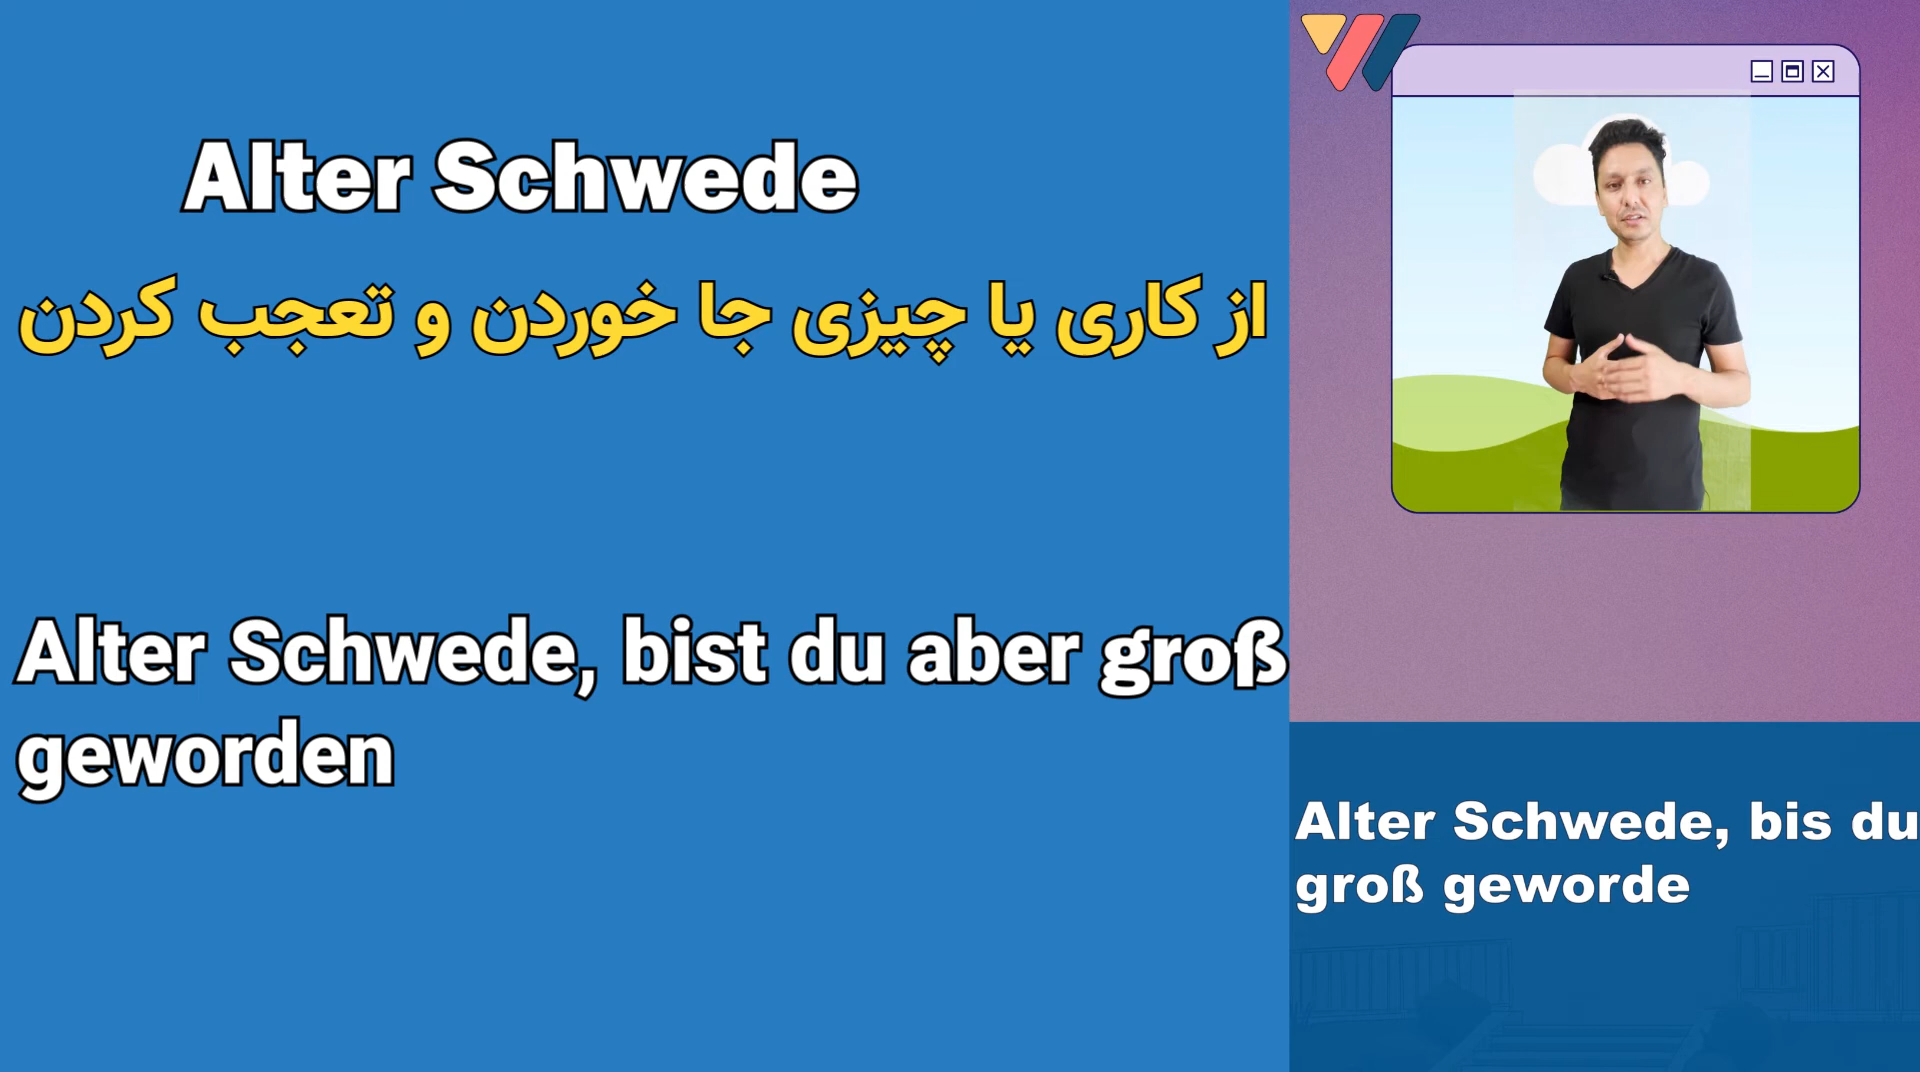 Alter Schwede
از کاری یا چیزی جا خوردن و تعجب کردن
Alter Schwede, bist du aber groß
geworden
Alter Schwede, bis du
groß geworde